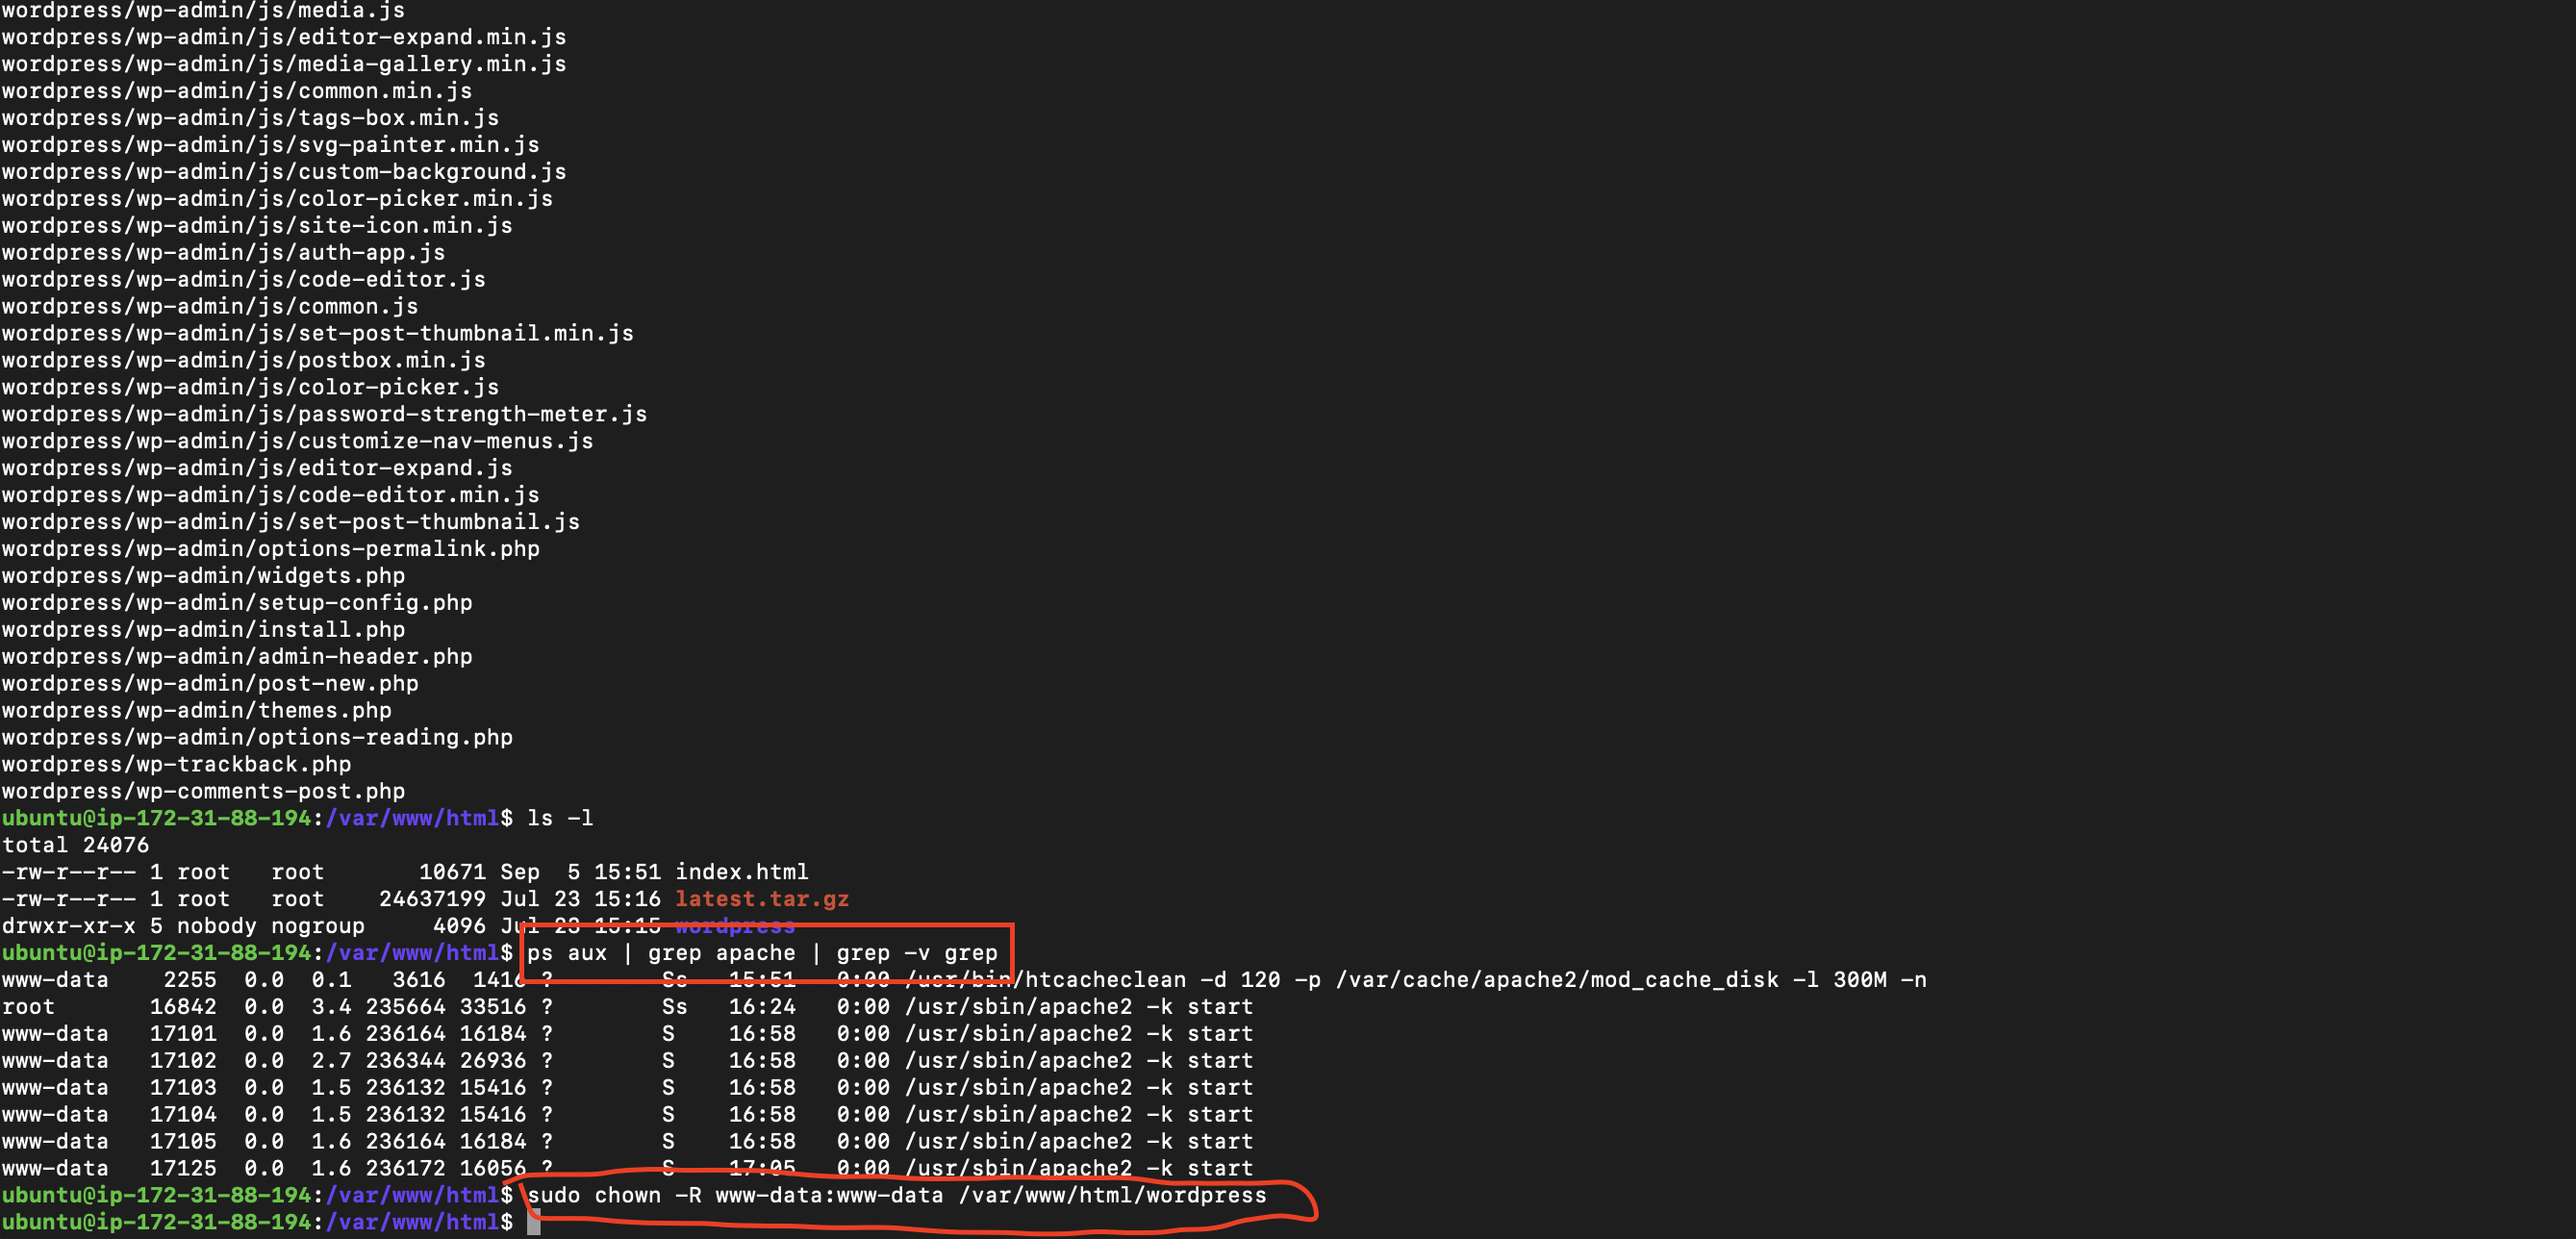 wordpress/wp-admin/js/media.js
wordpress/wp-admin/js/editor-expand.min.js
wordpress/wp-admin/js/media-gallery.min.js
wordpress/wp-admin/js/common.min.js
wordpress/wp-admin/js/tags-box.min.js
wordpress/wp-admin/js/svg-painter.min.js
wordpress/wp-admin/js/custom-background.js
wordpress/wp-admin/js/color-picker.min.js
wordpress/wp-admin/js/site-icon.min.js
wordpress/wp-admin/js/auth-app.js
wordpress/wp-admin/js/code-editor.js
wordpress/wp-admin/js/common.js
wordpress/wp-admin/js/set-post-thumbnail.min.js
wordpress/wp-admin/js/postbox.min.js
wordpress/wp-admin/js/color-picker.js
wordpress/wp-admin/js/password-strength-meter.js
wordpress/wp-admin/js/customize-nav-menus.js
wordpress/wp-admin/js/editor-expand.js
wordpress/wp-admin/js/code-editor.min.js
wordpress/wp-admin/js/set-post-thumbnail.js
wordpress/wp-admin/options-permalink.php
wordpress/wp-admin/widgets.php
wordpress/wp-admin/setup-config.php
wordpress/wp-admin/install.php
wordpress/wp-admin/admin-header.php
wordpress/wp-admin/post-new.php
wordpress/wp-admin/themes.php
wordpress/wp-admin/options-reading.php
wordpress/wp-trackback.php
wordpress/wp-comments-post.php
ubuntu@ip-172-31-88-194:/var/www/html$ ls -l
total 24076
-rw-r--r-- 1 root   root       10671 Sep  5 15:51 index.html
-rw-r--r-- 1 root   root    24637199 Jul 23 15:16 latest.tar.gz
drwxr-xr-x 5 nobody nogroup     4096 Jul 23 15:15 wordpress
ubuntu@ip-172-31-88-194:/var/www/html$ ps aux | grep apache | grep -v grep
www-data    2255  0.0  0.1   3616  1416 ?        Ss   15:51   0:00 /usr/bin/htcacheclean -d 120 -p /var/cache/apache2/mod_cache_disk -l 300M -n
root       16842  0.0  3.4 235664 33516 ?        Ss   16:24   0:00 /usr/sbin/apache2 -k start
www-data   17101  0.0  1.6 236164 16184 ?        S    16:58   0:00 /usr/sbin/apache2 -k start
www-data   17102  0.0  2.7 236344 26936 ?        S    16:58   0:00 /usr/sbin/apache2 -k start
www-data   17103  0.0  1.5 236132 15416 ?        S    16:58   0:00 /usr/sbin/apache2 -k start
www-data   17104  0.0  1.5 236132 15416 ?        S    16:58   0:00 /usr/sbin/apache2 -k start
www-data   17105  0.0  1.6 236164 16184 ?        S    16:58   0:00 /usr/sbin/apache2 -k start
www-data   17125  0.0  1.6 236172 16056 ?        S    17:05   0:00 /usr/sbin/apache2 -k start
ubuntu@ip-172-31-88-194:/var/www/html$ sudo chown -R www-data:www-data /var/www/html/wordpress
ubuntu@ip-172-31-88-194:/var/www/html$